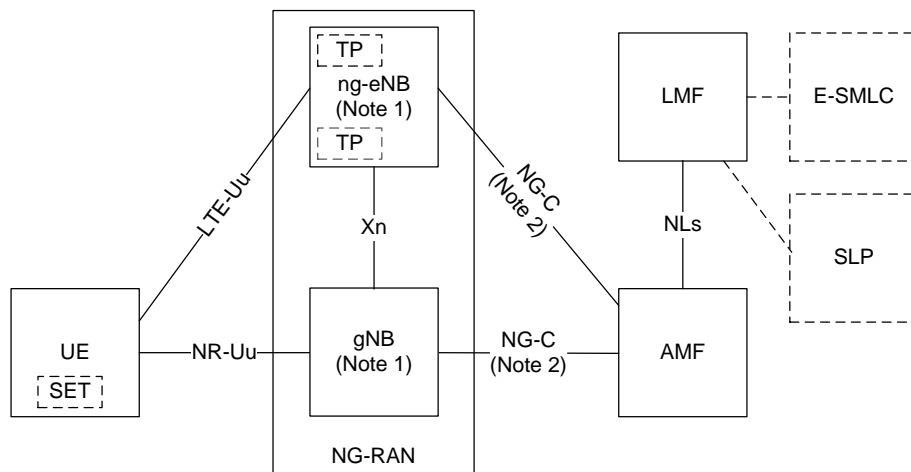 TP
ng-eNB
(Note 1)
TP
LMF
E-SMLC
LTE-Uu
Xn
NG-C
(Note 2)
NLs
SLP
UE
SET
NR-Uu
gNB
(Note 1)
NG-C
(Note 2)
AMF
NG-RAN